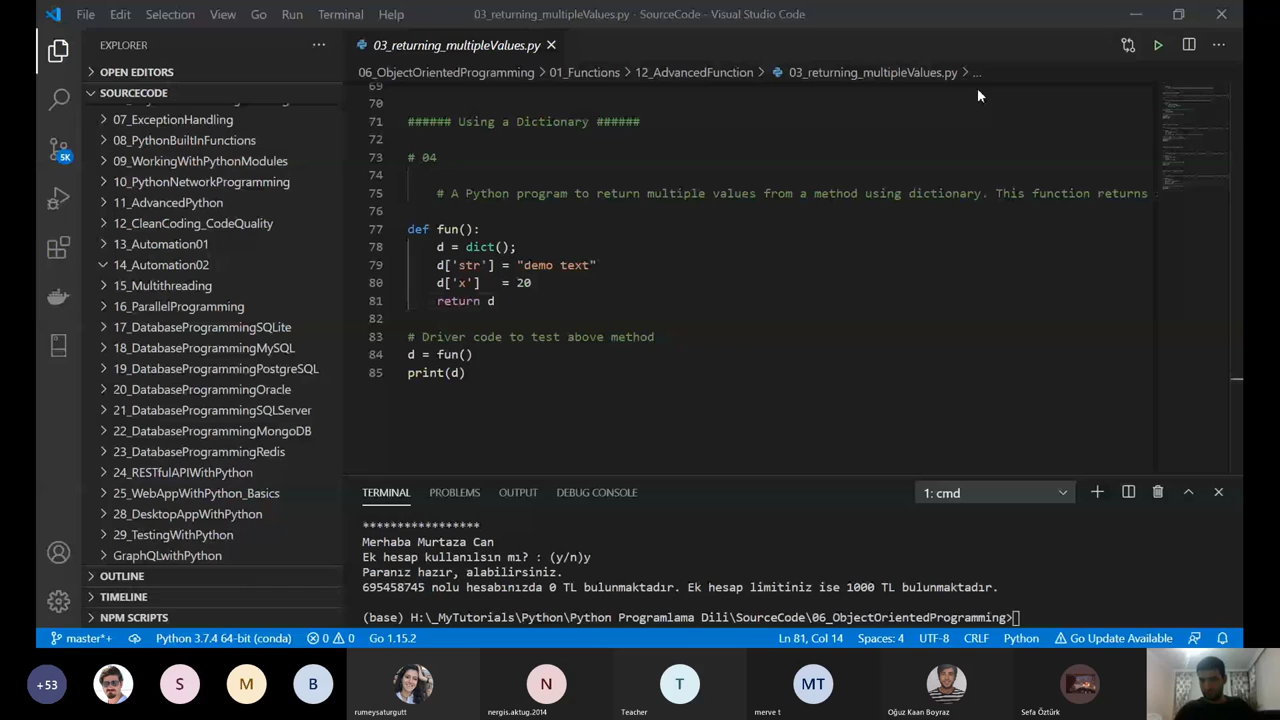 File Edit Selection View Go Run Terminal Help
03_returning_multipleValues.py - SourceCode - Visual Studio Code
EXPLORER
OPEN EDITORS
SOURCECODE
07_ExceptionHandling
08_PythonBuiltInFunctions
09_WorkingWithPythonModules
10_PythonNetworkProgramming
11_AdvancedPython
12_CleanCoding_CodeQuality
13_Automation01
14_Automation02
15_Multithreading
16_ParallelProgramming
17_DatabaseProgrammingSQLite
18_DatabaseProgrammingMySQL
19_DatabaseProgrammingPostgreSQL
20_DatabaseProgrammingOracle
21_DatabaseProgrammingSQLServer
22_DatabaseProgrammingMongoDB
23_DatabaseProgrammingRedis
24_RESTfulAPIWithPython
25_WebAppWithPython_Basics
28_DesktopAppWithPython
29_TestingWithPython
GraphQLwithPython
OUTLINE
TIMELINE
NPM SCRIPTS
5K
03_returning_multipleValues.py
06_ObjectOrientedProgramming > 01_Functions > 12_AdvancedFunction > 03_returning_multipleValues.py > ...
69
70
71 ###### Using a Dictionary ######
72
73 # 04
74
75 # A Python program to return multiple values from a method using dictionary. This function returns
76
77 def fun():
78 d = dict();
79 d['str'] = "demo text"
80 d['x'] = 20
81 return d
82
83 # Driver code to test above method
84 d = fun()
85 print(d)
TERMINAL PROBLEMS OUTPUT DEBUG CONSOLE 1: cmd
*****************
Merhaba Murtaza Can
Ek hesap kullanılsın mı? : (y/n)y
Paranız hazır, alabilirsiniz.
695458745 nolu hesabınızda 0 TL bulunmaktadır. Ek hesap limitiniz ise 1000 TL bulunmaktadır.
(base) H:\_MyTutorials\Python\Python Programlama Dili\SourceCode\06_ObjectOrientedProgramming>
master*+ Python 3.7.4 64-bit (conda) 0 0 Go 1.15.2 Ln 81, Col 14 Spaces: 4 UTF-8 CRLF Python Go Update Available
+53 S M B N T MT
rumeysaturgutt nergis.aktug.2014 Teacher merve t Oğuz Kaan Boyraz Sefa Öztürk